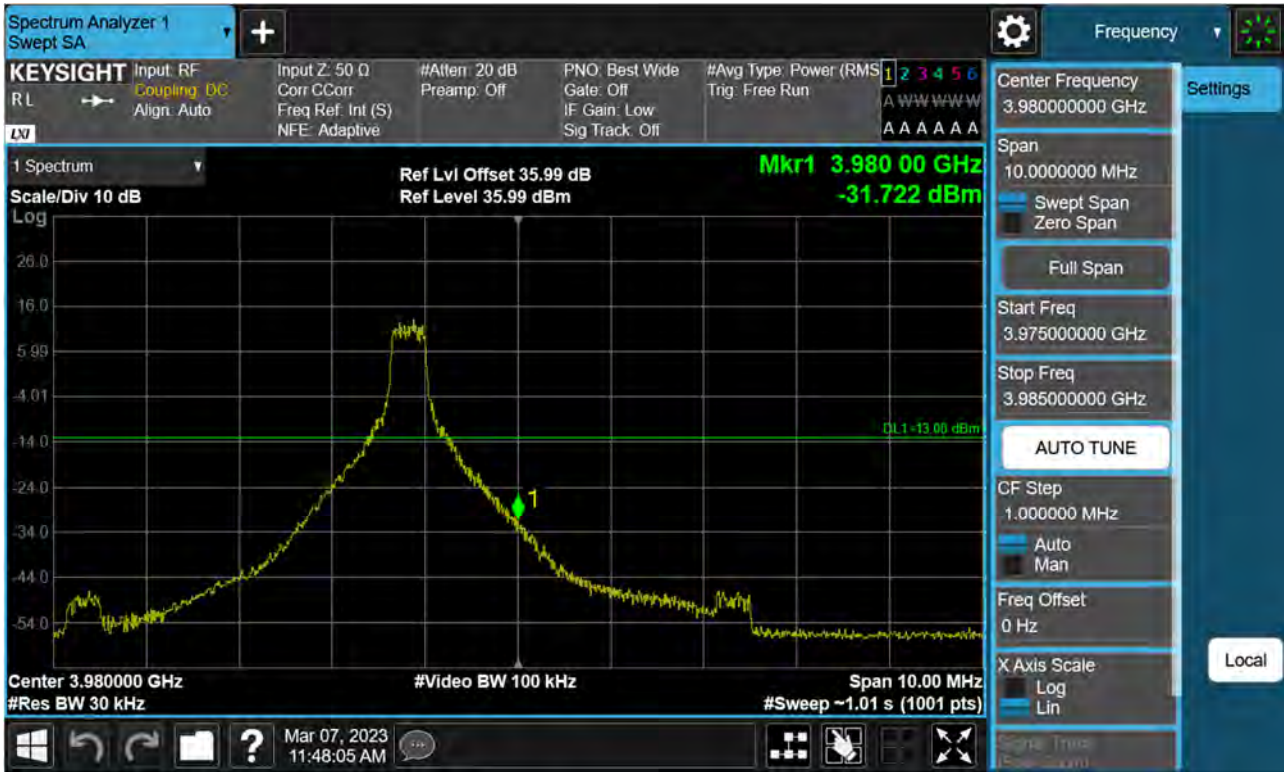 Spectrum Analyzer 1
Swept SA
+
Frequency
KEYSIGHT
Input: RF
Input Z: 50 Ω
#Atten: 20 dB
PNO: Best Wide
#Avg Type: Power (RMS
1 2 3 4 5 6
R L
Coupling: DC
Corr CCorr
Preamp: Off
Gate: Off
Trig: Free Run
Align: Auto
Freq Ref: Int (S)
IF Gain: Low
A W W W W W
LXI
NFE: Adaptive
Sig Track: Off
A A A A A A
1 Spectrum
Scale/Div 10 dB
Ref Lvl Offset 35.99 dB
Ref Level 35.99 dBm
Mkr1 3.980 00 GHz
-31.722 dBm
Log
26.0
16.0
5.99
-4.01
-14.0
-24.0
-34.0
-44.0
-54.0
DL1 -13.00 dBm
1
Center 3.980000 GHz
#Video BW 100 kHz
Span 10.00 MHz
#Res BW 30 kHz
#Sweep ~1.01 s (1001 pts)
Center Frequency
3.980000000 GHz
Settings
Span
10.0000000 MHz
Swept Span
Zero Span
Full Span
Start Freq
3.975000000 GHz
Stop Freq
3.985000000 GHz
AUTO TUNE
CF Step
1.000000 MHz
Auto
Man
Freq Offset
0 Hz
X Axis Scale
Log
Lin
Local
?
Mar 07, 2023
11:48:05 AM